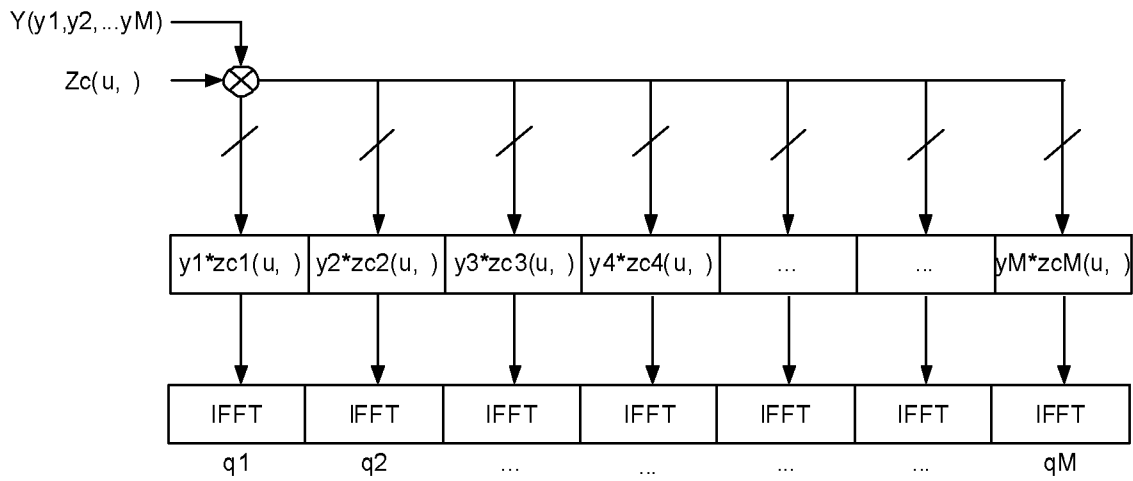 Y(y1,y2,...yM)
Zc(u, )
y1*zc1(u, ) y2*zc2(u, ) y3*zc3(u, ) y4*zc4(u, ) ... ... yM*zcM(u, )
IFFT IFFT IFFT IFFT IFFT IFFT IFFT
q1 q2 ... ... ... ... qM